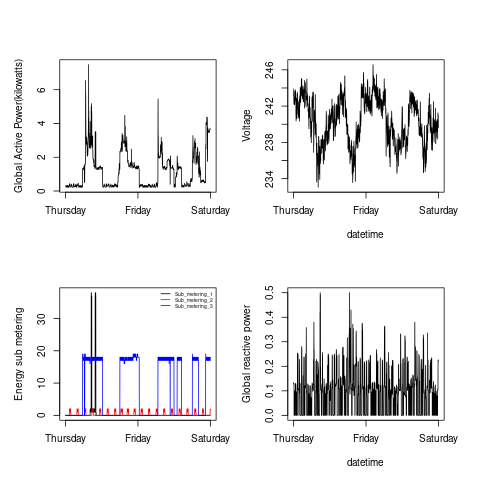 Global Active Power(kilowatts)
0 2 4 6
Thursday Friday Saturday
Voltage
234 238 242 246
Thursday Friday Saturday
datetime
Energy sub metering
0 10 20 30
Sub_metering_1
Sub_metering_2
Sub_metering_3
Thursday Friday Saturday
Global reactive power
0.0 0.1 0.2 0.3 0.4 0.5
Thursday Friday Saturday
datetime